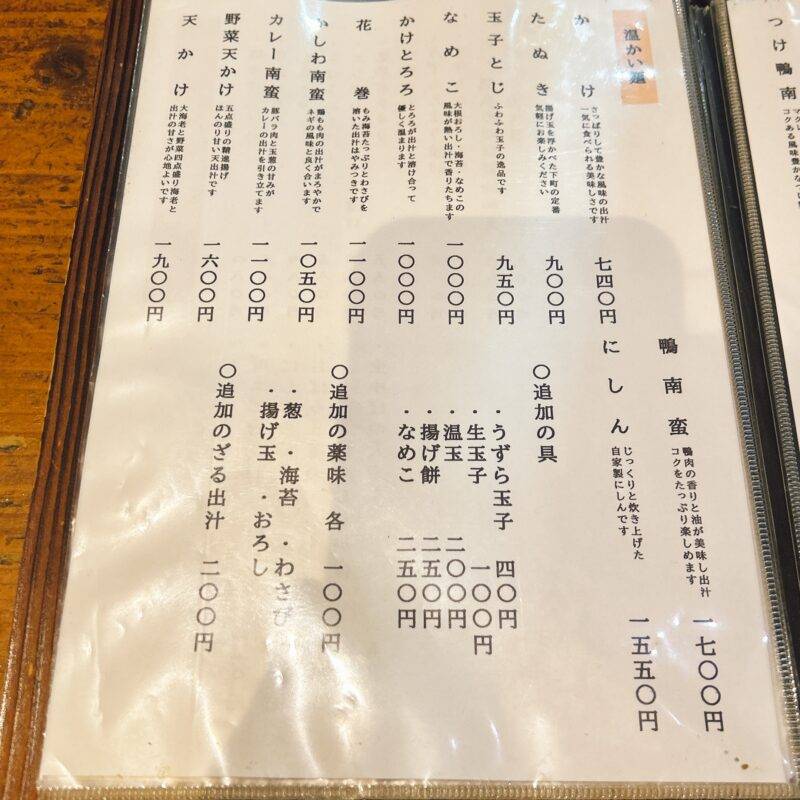 つけ鴨南
コクある風味豊かなつ
温かい麺
かけ
さっぱりして豊かな風味の出汁
一気に食べられる美味しさです
七四〇円
たぬき
揚げ玉を浮かべた下町の定番
気軽にお楽しみください
九〇〇円
玉子とじ
ふわふわ玉子の逸品です
九五〇円
なめこ
大根おろし・海苔・なめこの
風味が熱い出汁で香りたちます
一〇〇〇円
かけとろろ
とろろが出汁と溶け合って
優しく温まります
一〇〇〇円
花巻
もみ海苔たっぷりとわさびを
溶いた出汁はやみつきです
一一〇〇円
かしわ南蛮
鶏もも肉の出汁がまろやかで
ネギの風味と良く合います
一〇五〇円
カレー南蛮
豚バラ肉と玉葱の甘みが
カレーの出汁を引き立てます
一一〇〇円
野菜天かけ
五点盛りの精進揚げ
ほんのり甘い天出汁です
一六〇〇円
天かけ
大海老と野菜四点盛り海老と
出汁の甘さが心地よいです
一九〇〇円
鴨南蛮
鴨肉の香りと油が美味し出汁
コクをたっぷり楽しめます
一七〇〇円
にしん
じっくりと炊き上げた
自家製にしんです
一五五〇円
〇追加の具
・うずら玉子 四〇円
・生玉子 一〇〇円
・温玉 二〇〇円
・揚げ餅 二五〇円
・なめこ 二五〇円
〇追加の薬味 各 一〇〇円
・葱 ・海苔 ・わさび
・揚げ玉 ・おろし
〇追加のざる出汁 二〇〇円